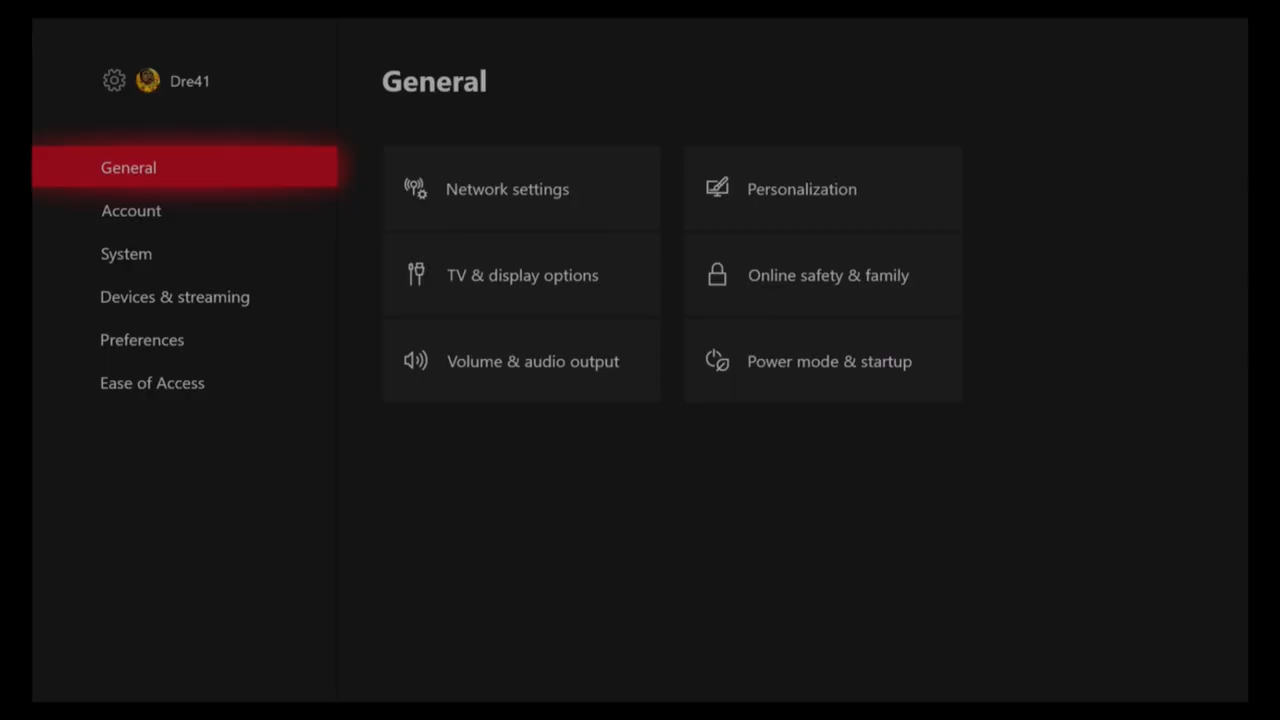 Dre41
General
Account
System
Devices & streaming
Preferences
Ease of Access
General
Network settings
Personalization
TV & display options
Online safety & family
Volume & audio output
Power mode & startup